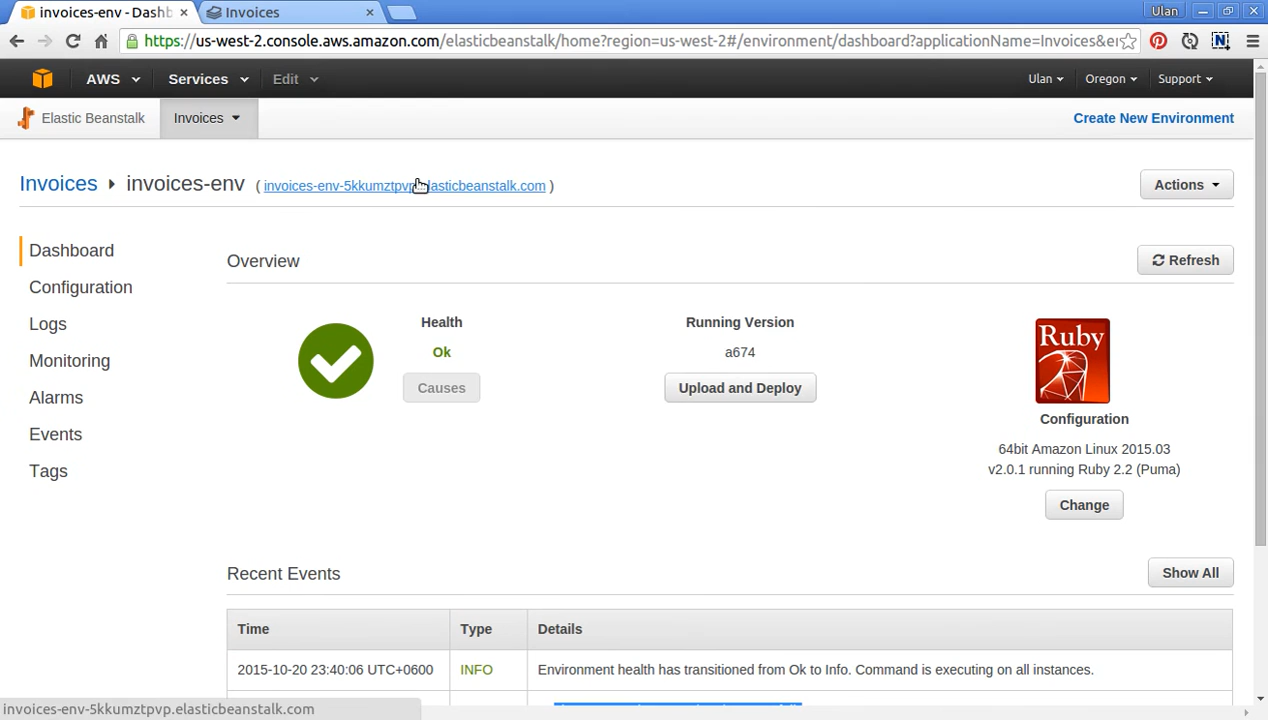 invoices-env - Dashb
Invoices
Ulan
https://us-west-2.console.aws.amazon.com/elasticbeanstalk/home?region=us-west-2#/environment/dashboard?applicationName=Invoices&e
AWS Services Edit Ulan Oregon Support
Elastic Beanstalk Invoices Create New Environment
Invoices invoices-env ( invoices-env-5kkumztpvp.elasticbeanstalk.com ) Actions
Dashboard
Configuration
Logs
Monitoring
Alarms
Events
Tags
Overview Refresh
Health
Ok
Causes
Running Version
a674
Upload and Deploy
Ruby
Configuration
64bit Amazon Linux 2015.03
v2.0.1 running Ruby 2.2 (Puma)
Change
Recent Events Show All
Time Type Details
2015-10-20 23:40:06 UTC+0600 INFO Environment health has transitioned from Ok to Info. Command is executing on all instances.
invoices-env-5kkumztpvp.elasticbeanstalk.com